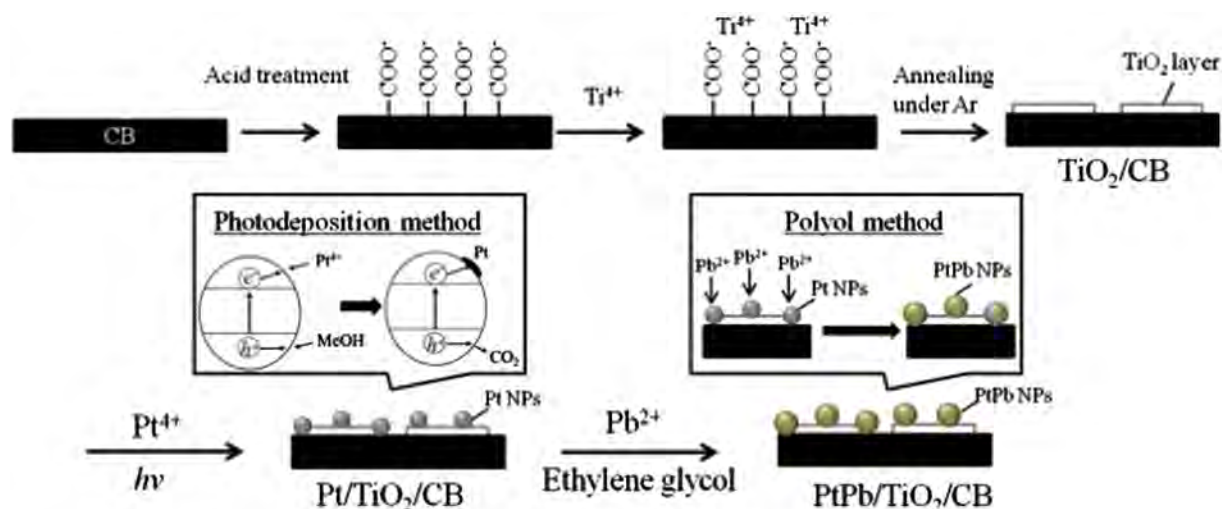 CB
Acid treatment
COO⁻ COO⁻ COO⁻ COO⁻
Ti⁴⁺
Ti⁴⁺ Ti⁴⁺
COO⁻ COO⁻ COO⁻ COO⁻
Annealing
under Ar
TiO₂ layer
TiO₂/CB
Photodeposition method
e⁻ Pt⁴⁺
h⁺ MeOH
e⁻ Pt
h⁺ CO₂
Polyol method
Pb²⁺ Pb²⁺ Pb²⁺
Pt NPs
PtPb NPs
Pt⁴⁺
hν
Pt NPs
Pt/TiO₂/CB
Pb²⁺
Ethylene glycol
PtPb NPs
PtPb/TiO₂/CB